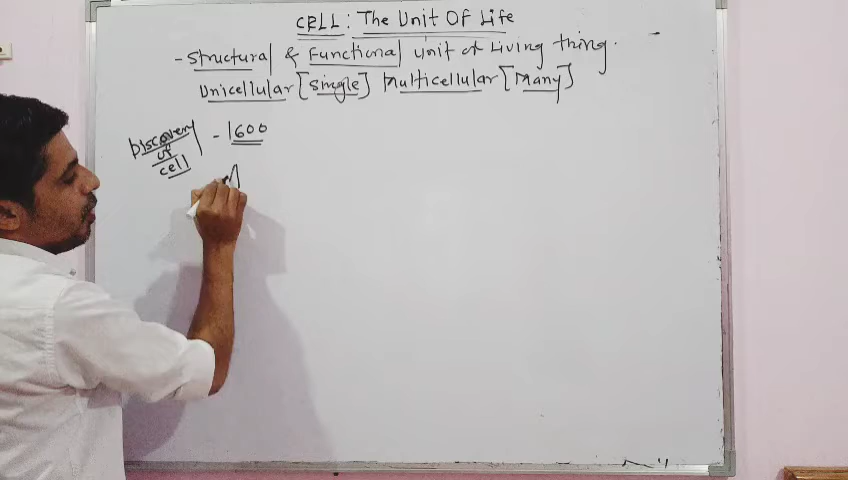 CELL: The Unit Of Life
- Structural & Functional Unit of Living thing.
Unicellular [Single] Multicellular [Many]
Discovery - 1600
of
cell